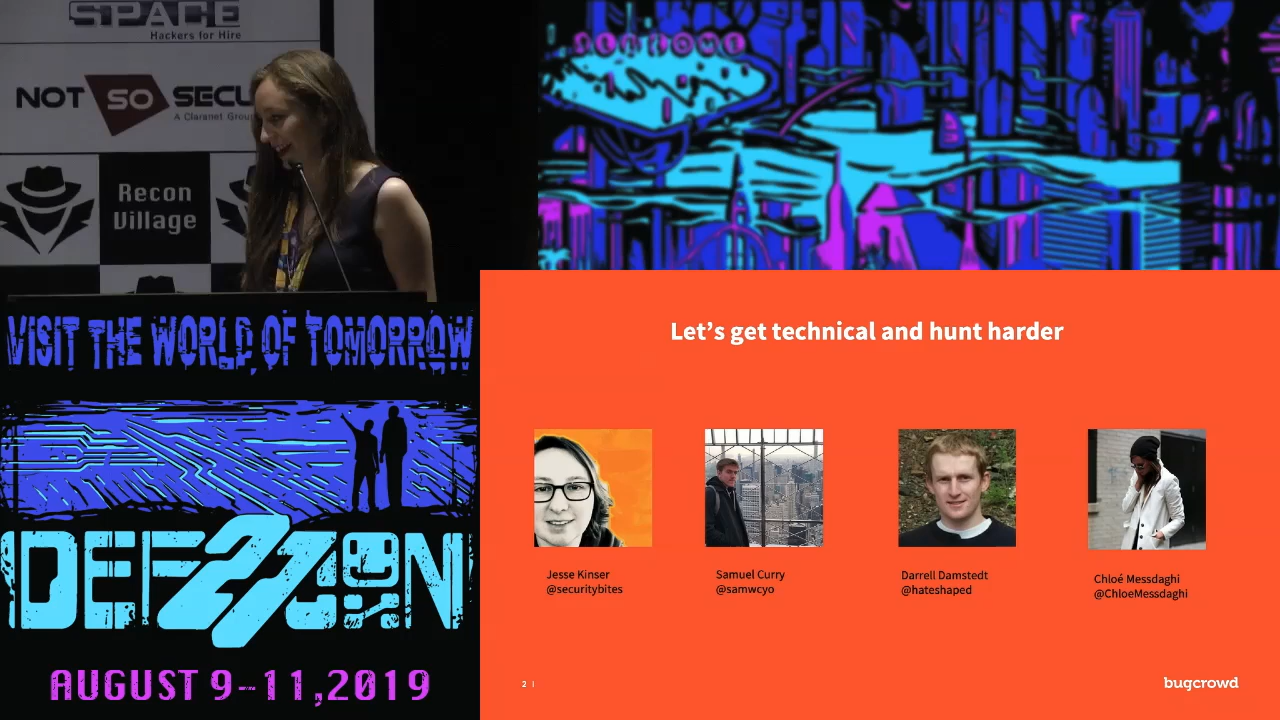 SPACE
Hackers for Hire
NOT SO SECU
A Claranet Group
Recon
Village
WELCOME
VISIT THE WORLD OF TOMORROW
DEF27CON
AUGUST 9-11,2019
Let's get technical and hunt harder
Jesse Kinser
@securitybites
Samuel Curry
@samwcyo
Darrell Damstedt
@hateshaped
Chloé Messdaghi
@ChloeMessdaghi
2 |
bugcrowd